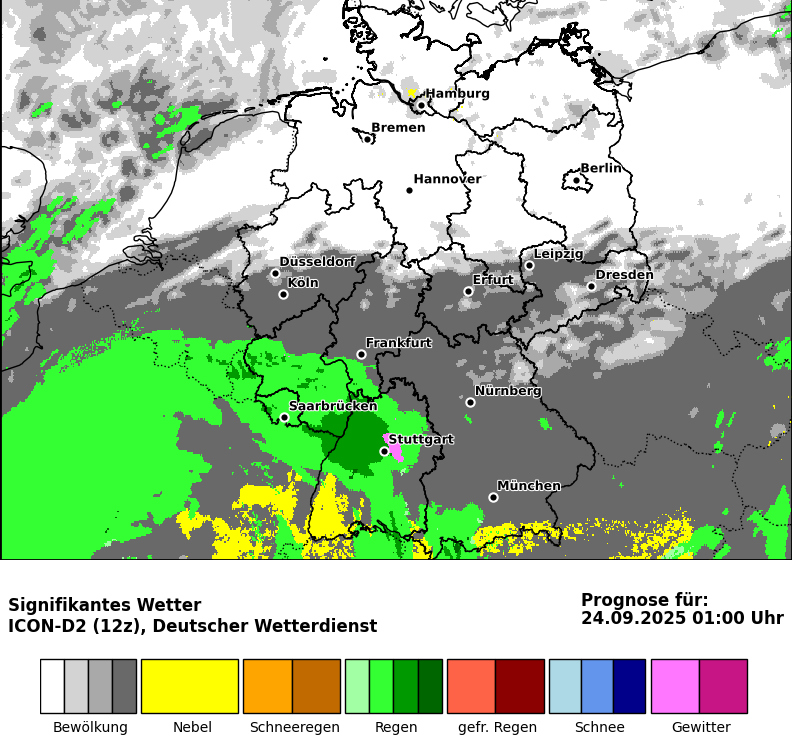 Hamburg
Bremen
Berlin
Hannover
Leipzig
Düsseldorf
Dresden
Erfurt
Köln
Frankfurt
Nürnberg
Saarbrücken
Stuttgart
München
Signifikantes Wetter
ICON-D2 (12z), Deutscher Wetterdienst
Prognose für:
24.09.2025 01:00 Uhr
Bewölkung Nebel Schneeregen Regen gefr. Regen Schnee Gewitter